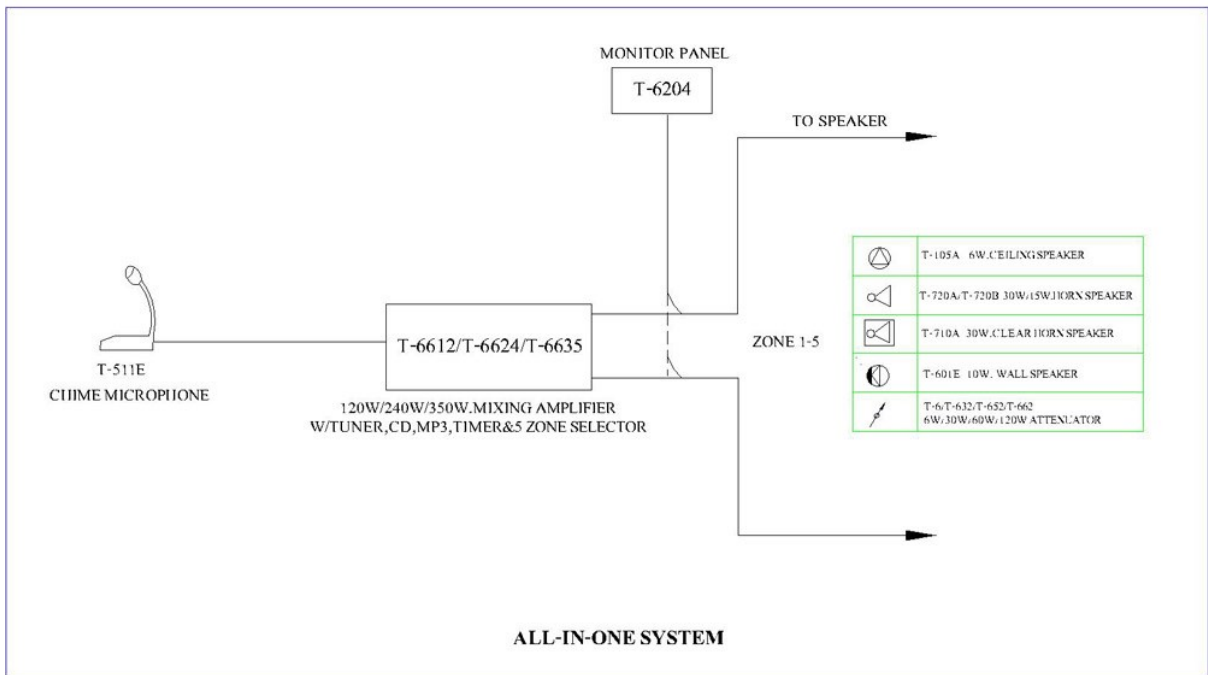 MONITOR PANEL
T-6204
TO SPEAKER
T-511E
CHIME MICROPHONE
T-6612/T-6624/T-6635
120W/240W/350W.MIXING AMPLIFIER
W/TUNER,CD,MP3,TIMER&5 ZONE SELECTOR
ZONE 1-5
T-105A 6W.CEILING SPEAKER
T-720A/T-720B 30W/15W.HORN SPEAKER
T-710A 30W.CLEAR HORN SPEAKER
T-601E 10W. WALL SPEAKER
T-6/T-632/T-652/T-662
6W/30W/60W/120W ATTENUATOR
ALL-IN-ONE SYSTEM